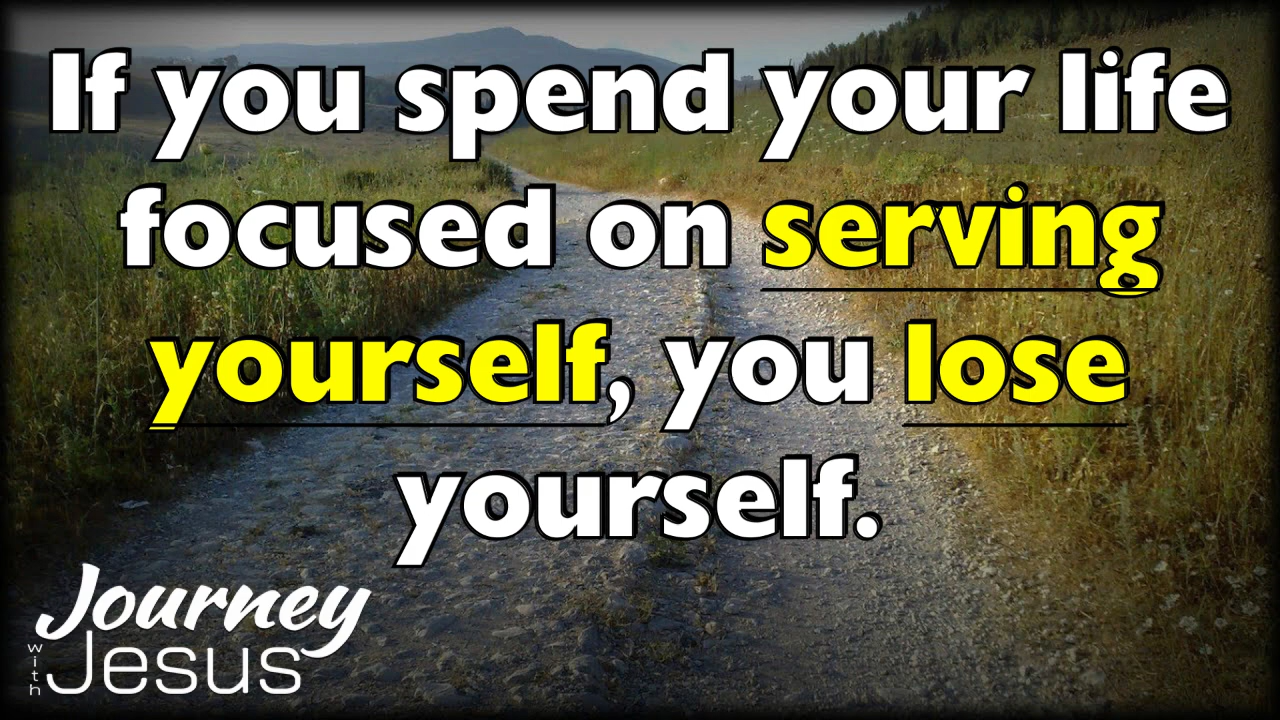 If you spend your life
focused on serving
yourself, you lose
yourself.
Journey
with
Jesus